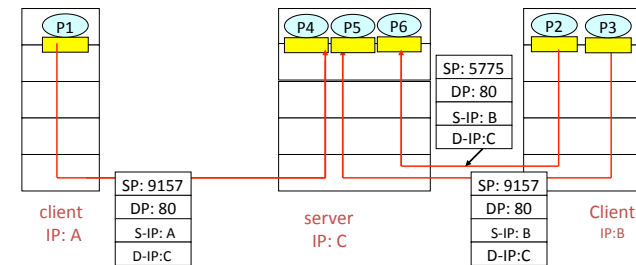 P1
P4
P5
P6
P2
P3
SP: 5775
DP: 80
S-IP: B
D-IP:C
SP: 9157
DP: 80
S-IP: A
D-IP:C
SP: 9157
DP: 80
S-IP: B
D-IP:C
client
IP: A
server
IP: C
Client
IP:B